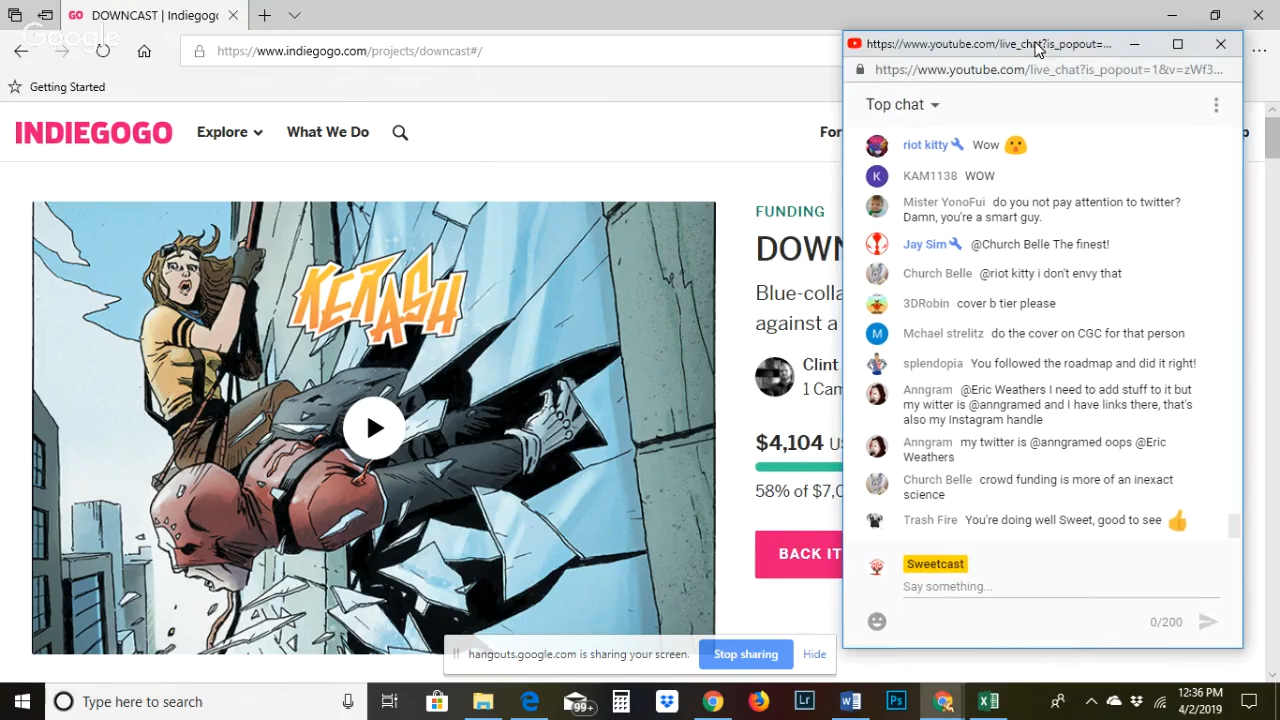 GO DOWNCAST | Indiegogo
Google
https://www.indiegogo.com/projects/downcast#/
Getting Started
INDIEGOGO
Explore
What We Do
For
p
KERASH
FUNDING
DOWN
Blue-colla
against a
Clint
1 Cam
$4,104 US
58% of $7,0
BACK IT
https://www.youtube.com/live_chat?is_popout=...
https://www.youtube.com/live_chat?is_popout=1&v=zWf3...
Top chat
riot kitty Wow
K KAM1138 WOW
Mister YonoFui do you not pay attention to twitter?
Damn, you're a smart guy.
Jay Sim @Church Belle The finest!
Church Belle @riot kitty i don't envy that
3DRobin cover b tier please
M Mchael strelitz do the cover on CGC for that person
splendopia You followed the roadmap and did it right!
Anngram @Eric Weathers I need to add stuff to it but
my witter is @anngramed and I have links there, that's
also my Instagram handle
Anngram my twitter is @anngramed oops @Eric
Weathers
Church Belle crowd funding is more of an inexact
science
Trash Fire You're doing well Sweet, good to see
Sweetcast
Say something...
0/200
hangouts.google.com is sharing your screen.
Stop sharing
Hide
Type here to search
99+
Lr
Ps
12:36 PM
4/2/2019